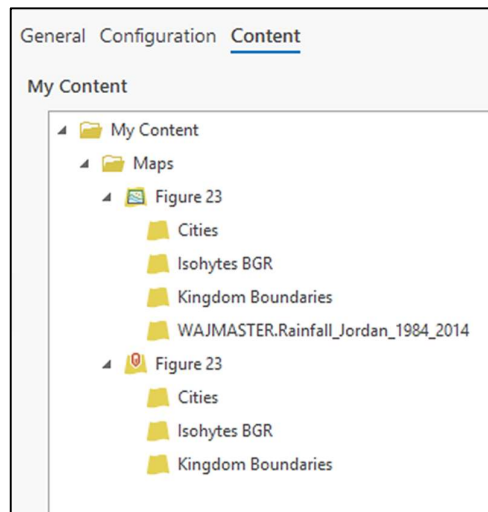 General Configuration Content
My Content
My Content
Maps
Figure 23
Cities
Isohytes BGR
Kingdom Boundaries
WAJMASTER.Rainfall_Jordan_1984_2014
Figure 23
Cities
Isohytes BGR
Kingdom Boundaries